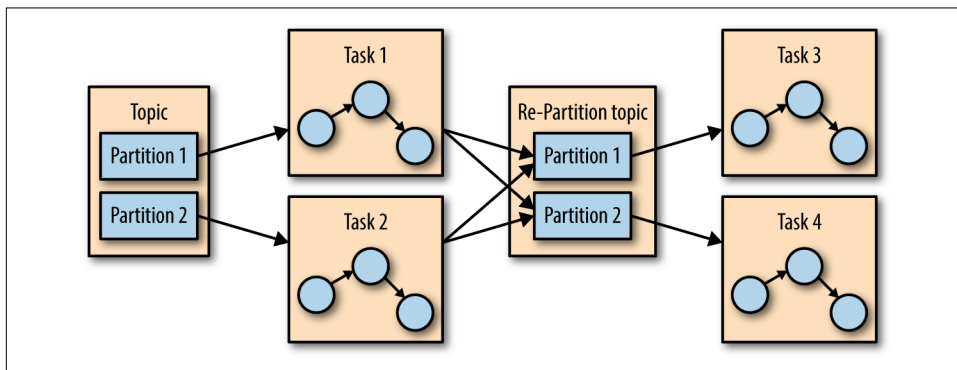 Topic
Partition 1
Partition 2
Task 1
Task 2
Re-Partition topic
Partition 1
Partition 2
Task 3
Task 4